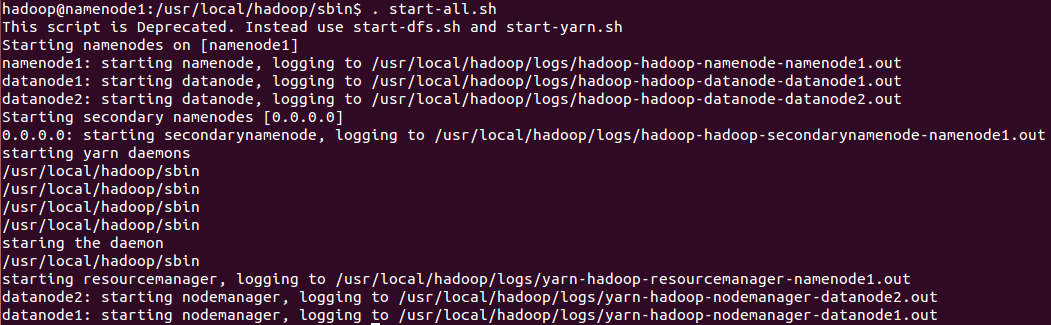 hadoop@namenode1:/usr/local/hadoop/sbin$ . start-all.sh
This script is Deprecated. Instead use start-dfs.sh and start-yarn.sh
Starting namenodes on [namenode1]
namenode1: starting namenode, logging to /usr/local/hadoop/logs/hadoop-hadoop-namenode-namenode1.out
datanode1: starting datanode, logging to /usr/local/hadoop/logs/hadoop-hadoop-datanode-datanode1.out
datanode2: starting datanode, logging to /usr/local/hadoop/logs/hadoop-hadoop-datanode-datanode2.out
Starting secondary namenodes [0.0.0.0]
0.0.0.0: starting secondarynamenode, logging to /usr/local/hadoop/logs/hadoop-hadoop-secondarynamenode-namenode1.out
starting yarn daemons
/usr/local/hadoop/sbin
/usr/local/hadoop/sbin
/usr/local/hadoop/sbin
/usr/local/hadoop/sbin
staring the daemon
/usr/local/hadoop/sbin
starting resourcemanager, logging to /usr/local/hadoop/logs/yarn-hadoop-resourcemanager-namenode1.out
datanode2: starting nodemanager, logging to /usr/local/hadoop/logs/yarn-hadoop-nodemanager-datanode2.out
datanode1: starting nodemanager, logging to /usr/local/hadoop/logs/yarn-hadoop-nodemanager-datanode1.out